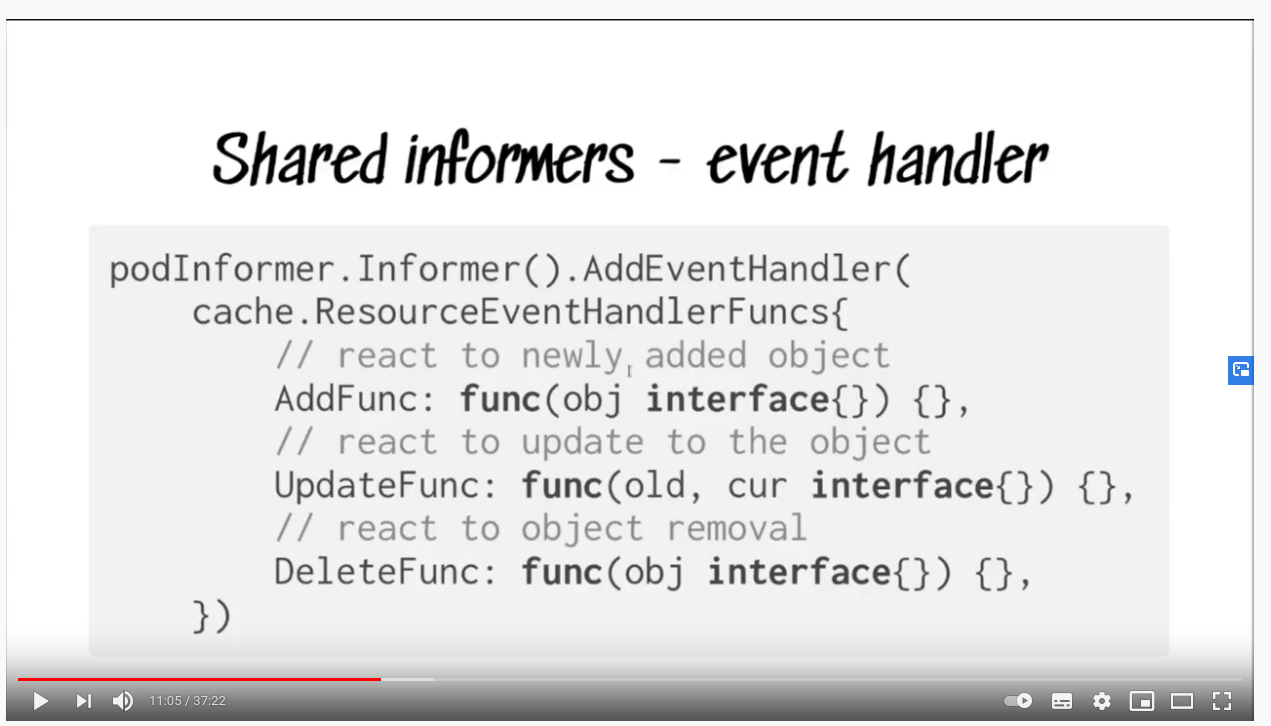 Shared informers - event handler
podInformer.Informer().AddEventHandler(
cache.ResourceEventHandlerFuncs{
// react to newly added object
AddFunc: func(obj interface{}) {},
// react to update to the object
UpdateFunc: func(old, cur interface{}) {},
// react to object removal
DeleteFunc: func(obj interface{}) {},
})
11:05 / 37:22